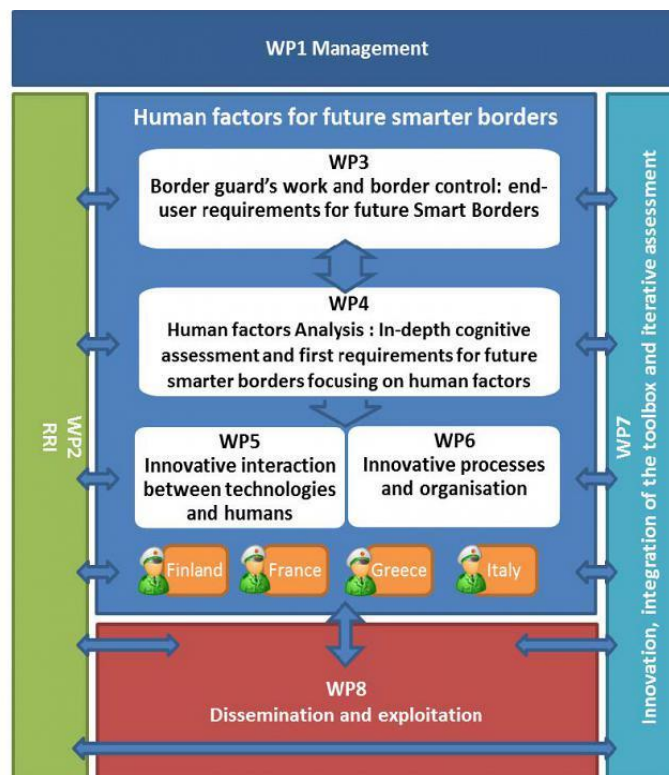 WP1 Management
WP2
RRI
Human factors for future smarter borders
WP3
Border guard's work and border control: end-
user requirements for future Smart Borders
WP4
Human factors Analysis : In-depth cognitive
assessment and first requirements for future
smarter borders focusing on human factors
WP5
Innovative interaction
between technologies
and humans
WP6
Innovative processes
and organisation
Finland
France
Greece
Italy
WP7
Innovation, integration of the toolbox and iterative assessment
WP8
Dissemination and exploitation